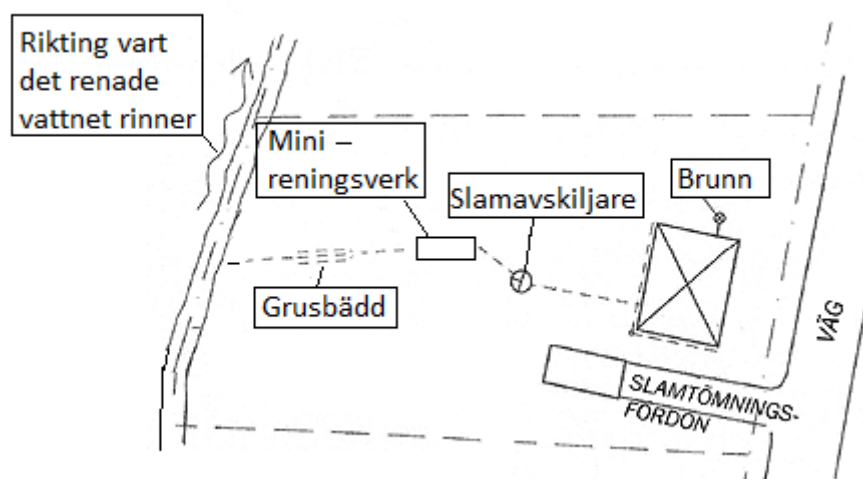 Rikting vart
det renade
vattnet rinner
Mini –
reningsverk
Slamavskiljare
Brunn
Grusbädd
VÄG
SLAMTÖMNINGS-
FORDON